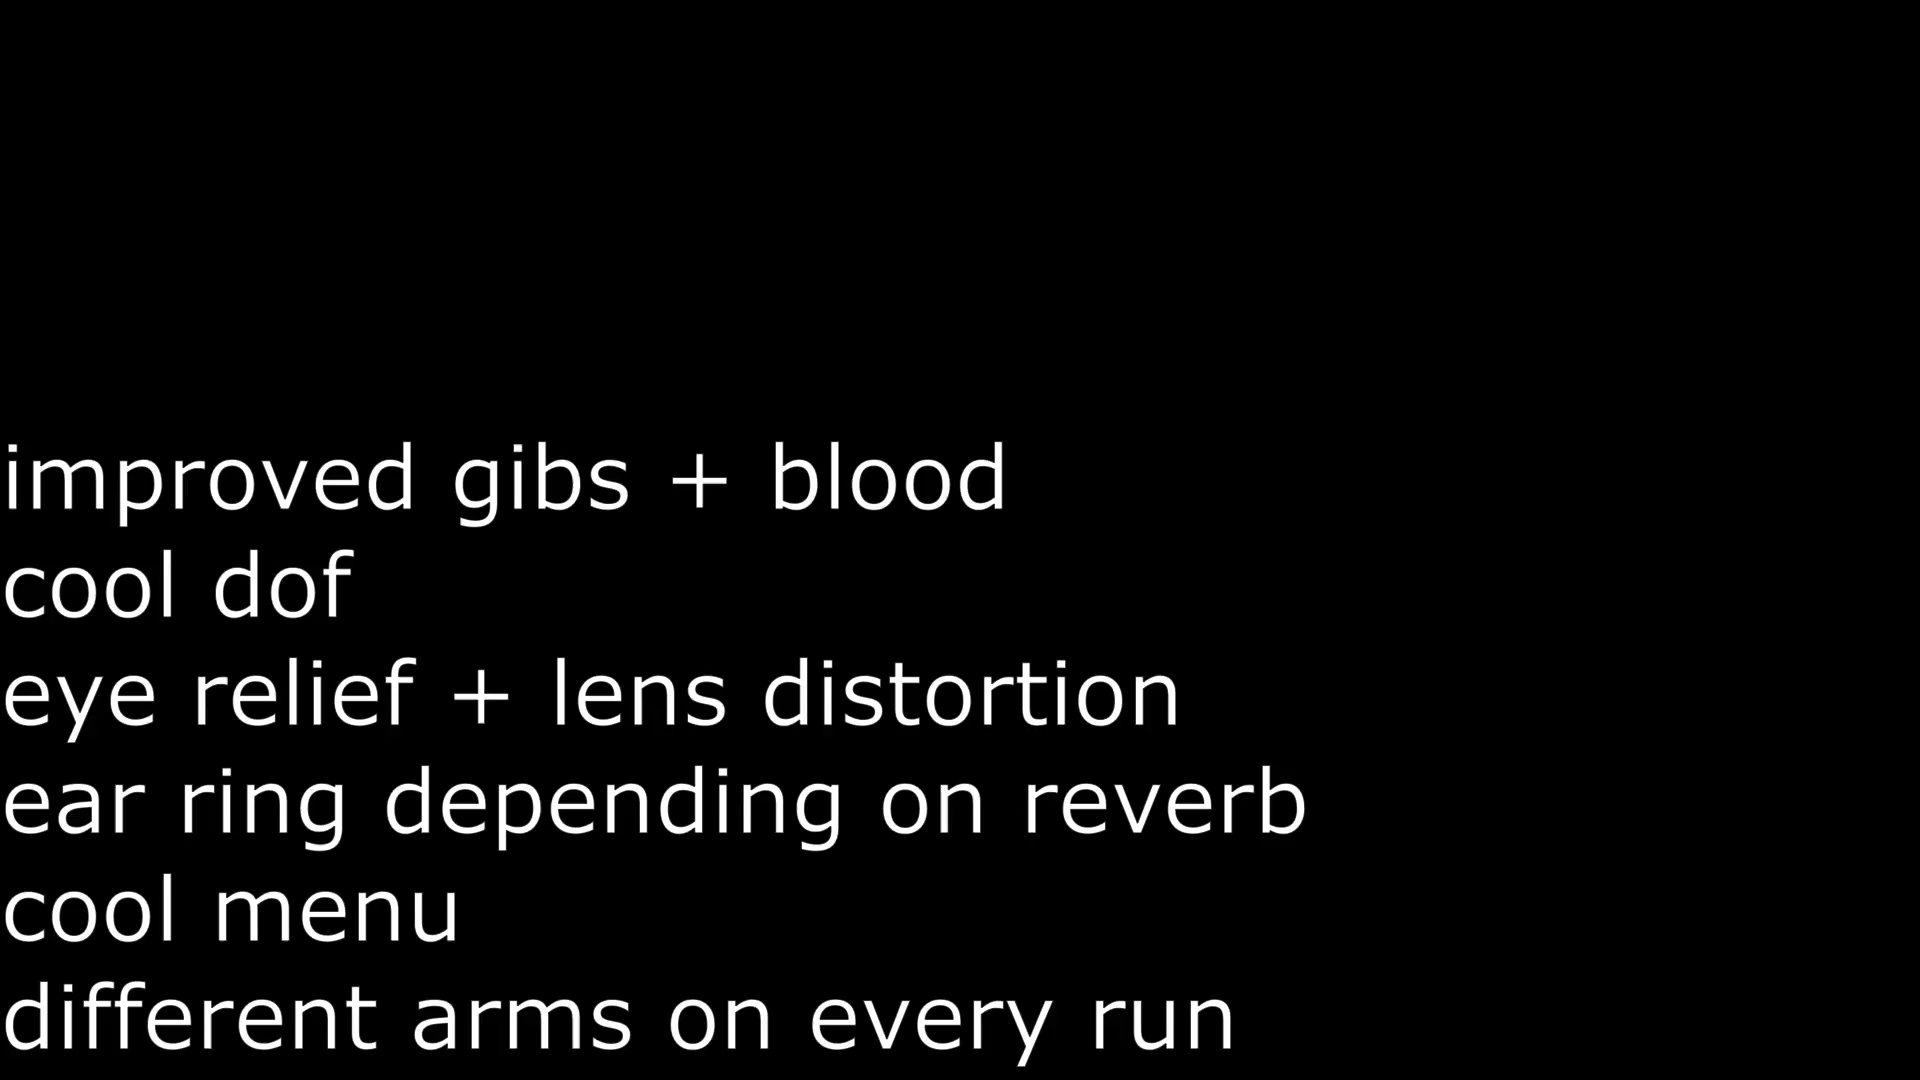 improved gibs + blood
cool dof
eye relief + lens distortion
ear ring depending on reverb
cool menu
different arms on every run